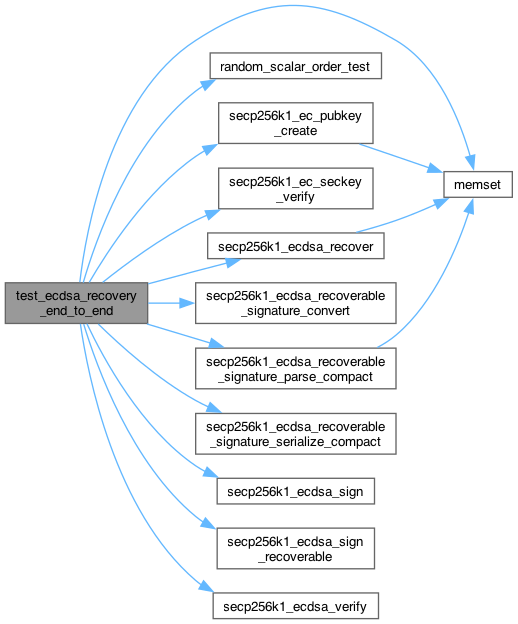 random_scalar_order_test
secp256k1_ec_pubkey
_create
secp256k1_ec_seckey
_verify
memset
secp256k1_ecdsa_recover
test_ecdsa_recovery
_end_to_end
secp256k1_ecdsa_recoverable
_signature_convert
secp256k1_ecdsa_recoverable
_signature_parse_compact
secp256k1_ecdsa_recoverable
_signature_serialize_compact
secp256k1_ecdsa_sign
secp256k1_ecdsa_sign
_recoverable
secp256k1_ecdsa_verify